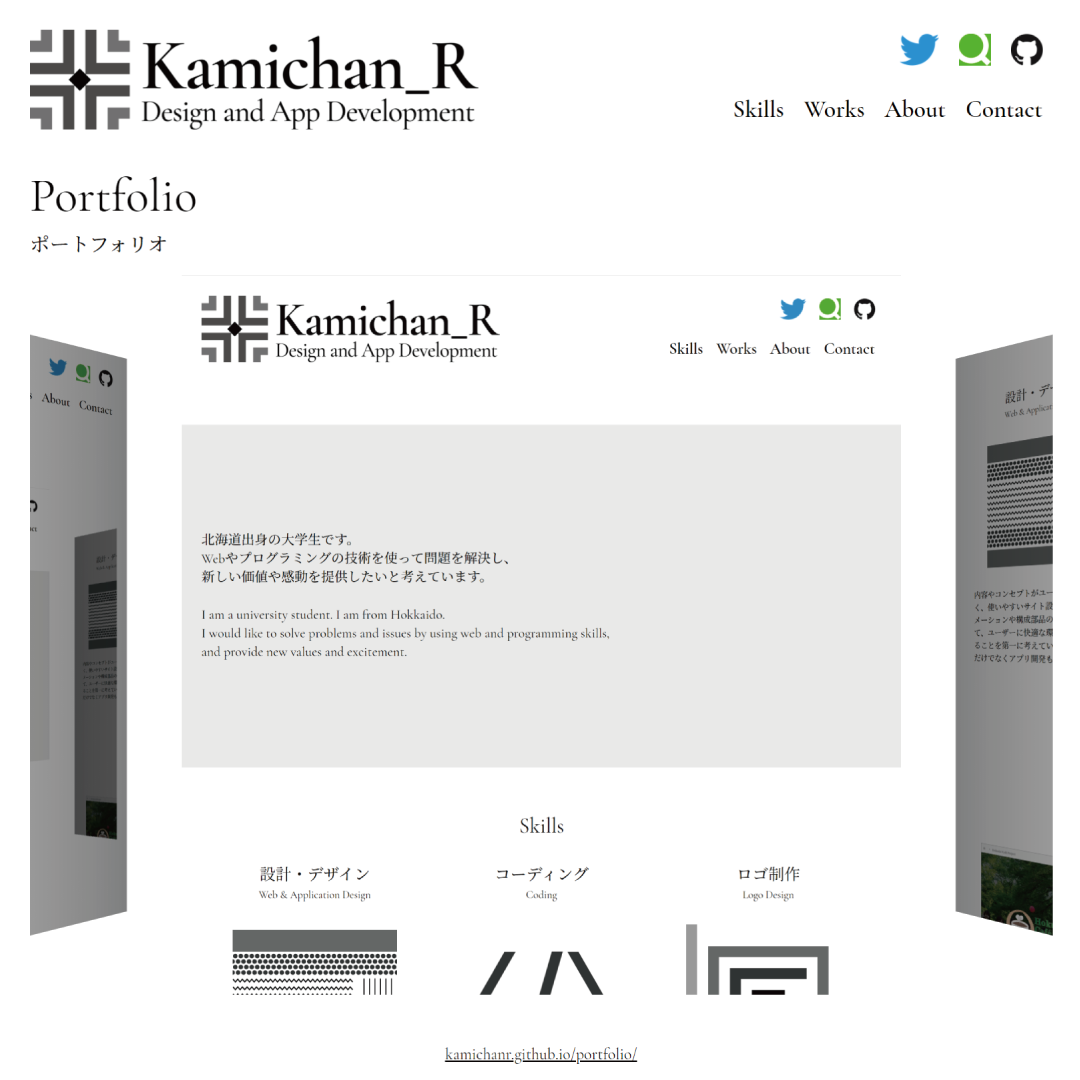 Kamichan_R
Design and App Development
Skills Works About Contact
Portfolio
ポートフォリオ
Kamichan_R
Design and App Development
Skills Works About Contact
About Contact
設計・デ
Web & Applicat
北海道出身の大学生です。
Webやプログラミングの技術を使って問題を解決し、
新しい価値や感動を提供したいと考えています。
I am a university student. I am from Hokkaido.
I would like to solve problems and issues by using web and programming skills,
and provide new values and excitement.
内容やコンセプトがユー
く、使いやすいサイト設
メーションや構成部品の
て、ユーザーに快適な環
ることを第一に考えてい
だけでなくアプリ開発も
Skills
設計・デザイン
Web & Application Design
コーディング
Coding
ロゴ制作
Logo Design
kamichanr.github.io/portfolio/